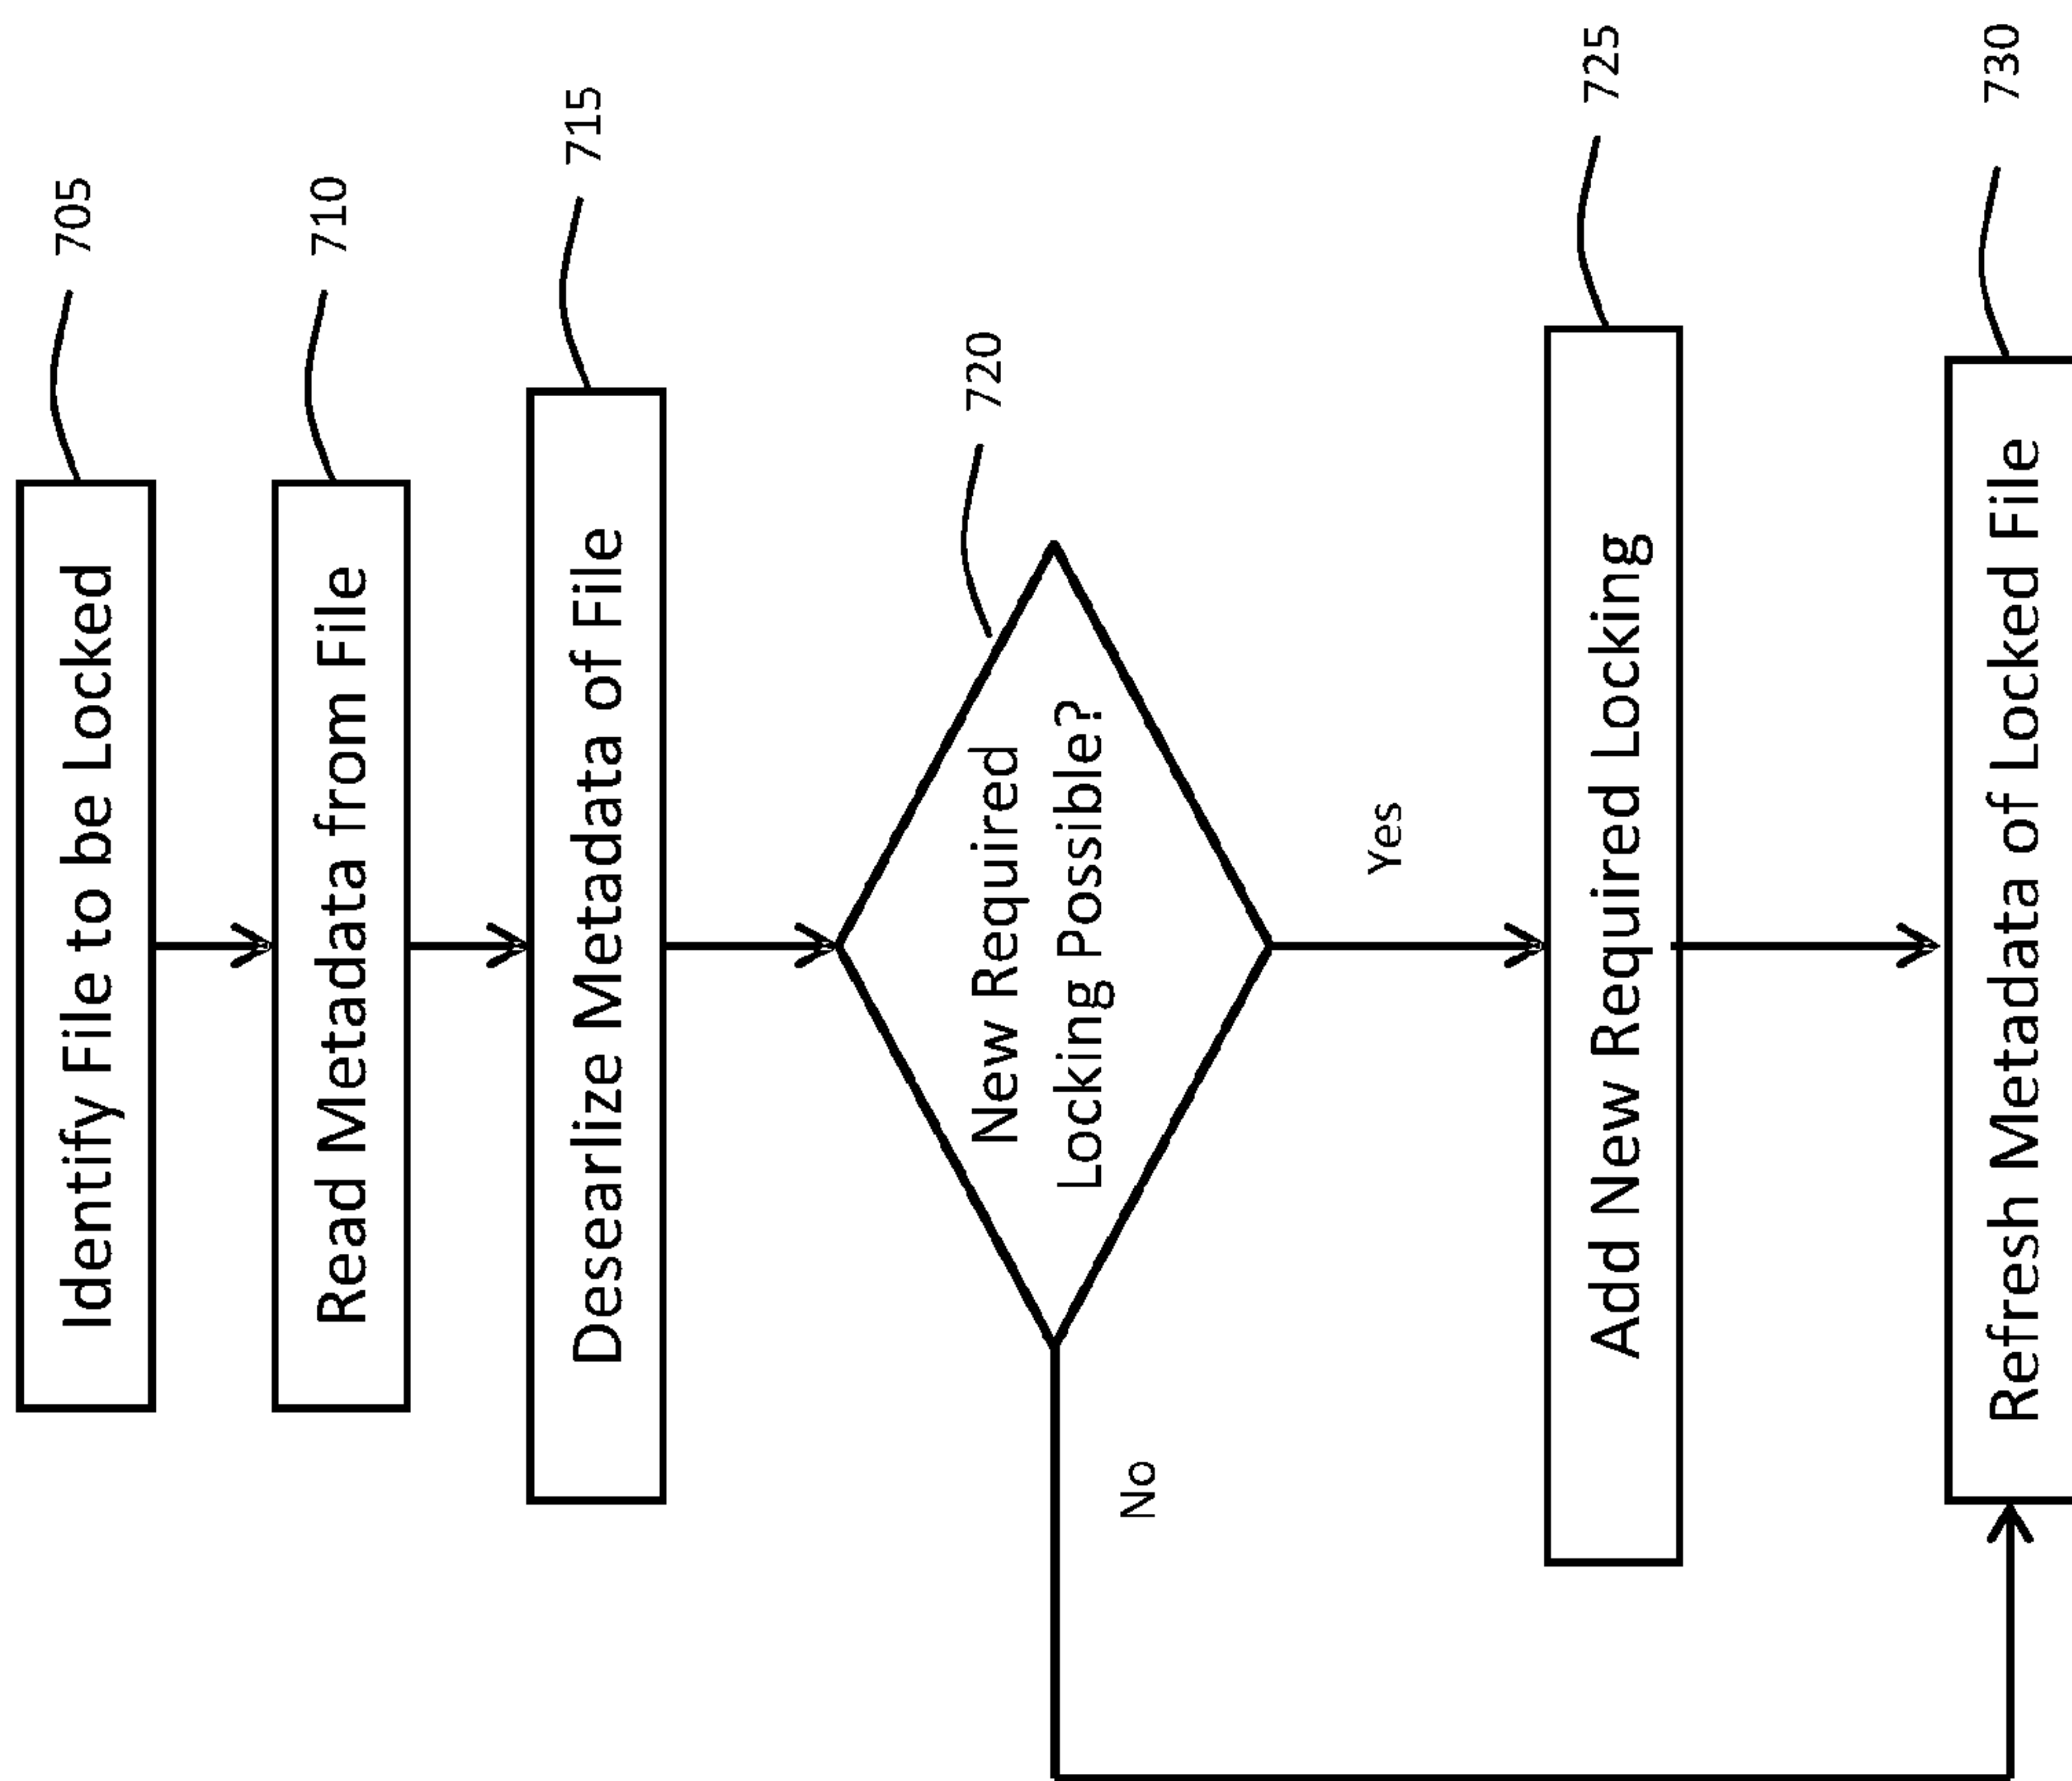 Identify File to be Locked
705
Read Metadata from File
710
Desearlize Metadata of File
715
New Required
Locking Possible?
720
Yes
No
Add New Required Locking
725
Refresh Metadata of Locked File
730